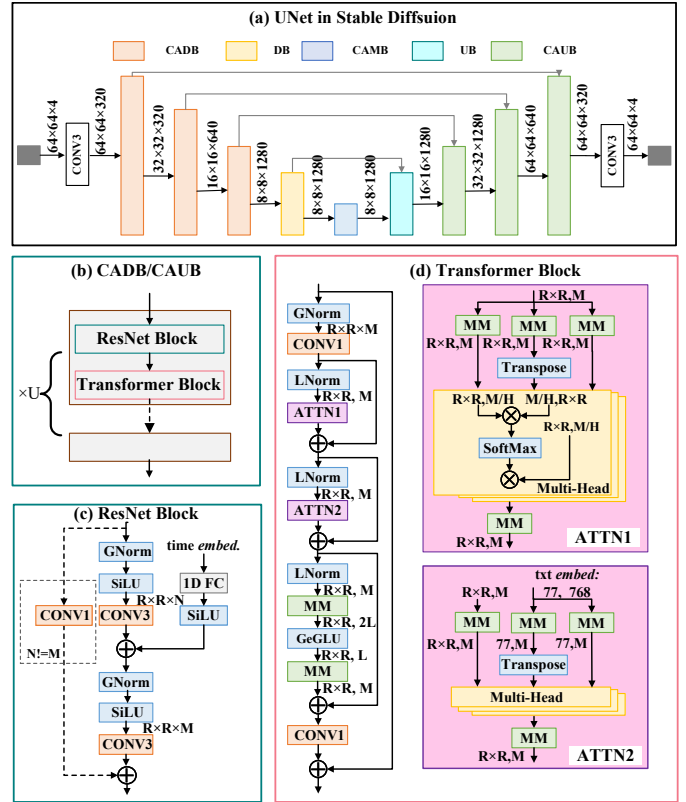 (a) UNet in Stable Diffsuion
CADB DB CAMB UB CAUB
64×64×4
CONV3
64×64×320
32×32×320
16×16×640
8×8×1280
8×8×1280
8×8×1280
16×16×1280
32×32×1280
64×64×640
64×64×320
CONV3
64×64×4
(b) CADB/CAUB
ResNet Block
Transformer Block
×U
(c) ResNet Block
GNorm
time embed.
SiLU
1D FC
R×R×N
CONV1
CONV3
SiLU
N!=M
GNorm
SiLU
R×R×M
CONV3
(d) Transformer Block
GNorm
R×R×M
CONV1
LNorm
R×R, M
ATTN1
LNorm
R×R, M
ATTN2
LNorm
R×R, M
MM
R×R, 2L
GeGLU
R×R, L
MM
R×R, M
CONV1
R×R,M
MM MM MM
R×R,M R×R,M R×R,M
Transpose
R×R,M/H M/H,R×R
R×R,M/H
SoftMax
Multi-Head
MM
R×R,M
ATTN1
txt embed:
R×R,M 77, 768
MM MM MM
R×R,M 77,M 77,M
Transpose
Multi-Head
MM
R×R,M
ATTN2